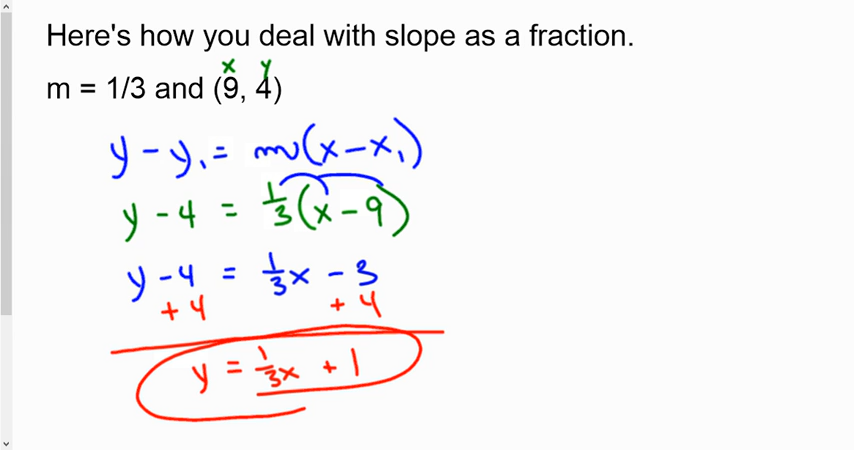 Here's how you deal with slope as a fraction.
x y
m = 1/3 and (9, 4)
y - y₁ = m(x - x₁)
y - 4 = 1/3(x - 9)
y - 4 = 1/3x - 3
+ 4 + 4
y = 1/3x + 1